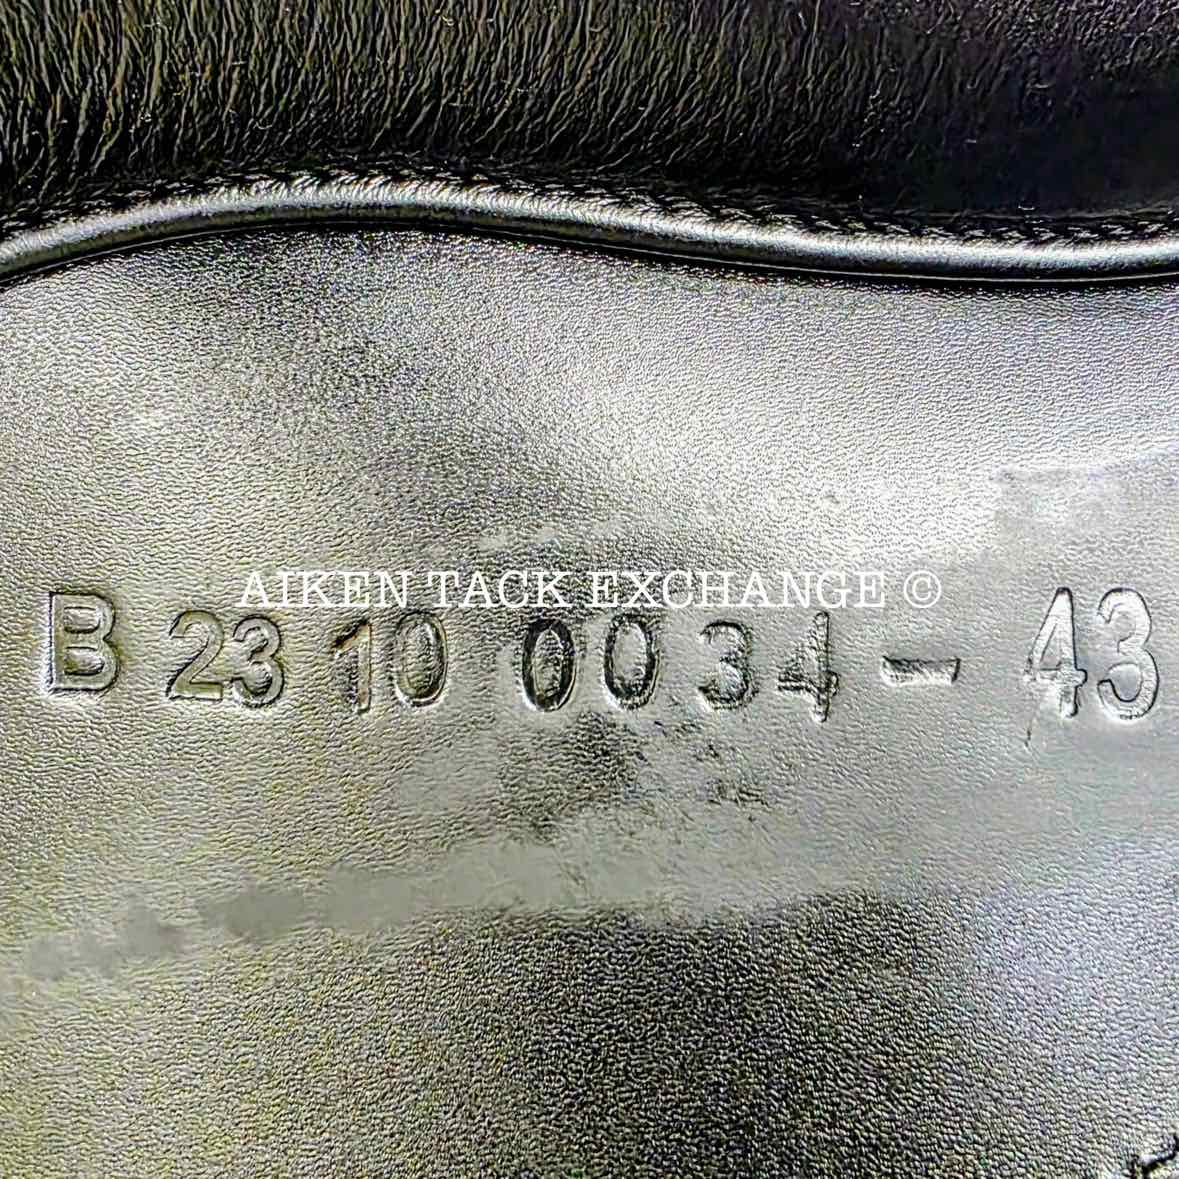 AIKEN TACK EXCHANGE ©
B 23 10 0034 - 43